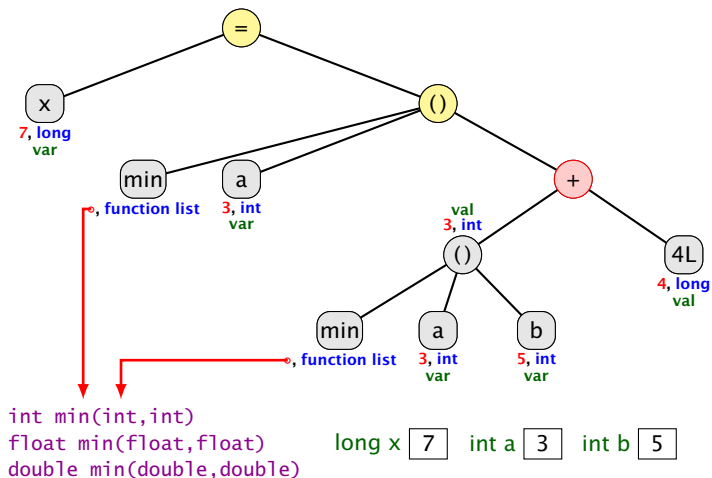 =
x
()
7, long
var
min
a
+
, function list
3, int
var
val
3, int
()
4L
4, long
val
min
a
b
, function list
3, int
5, int
var
var
int min(int,int)
float min(float,float)
double min(double,double)
long x 7 int a 3 int b 5